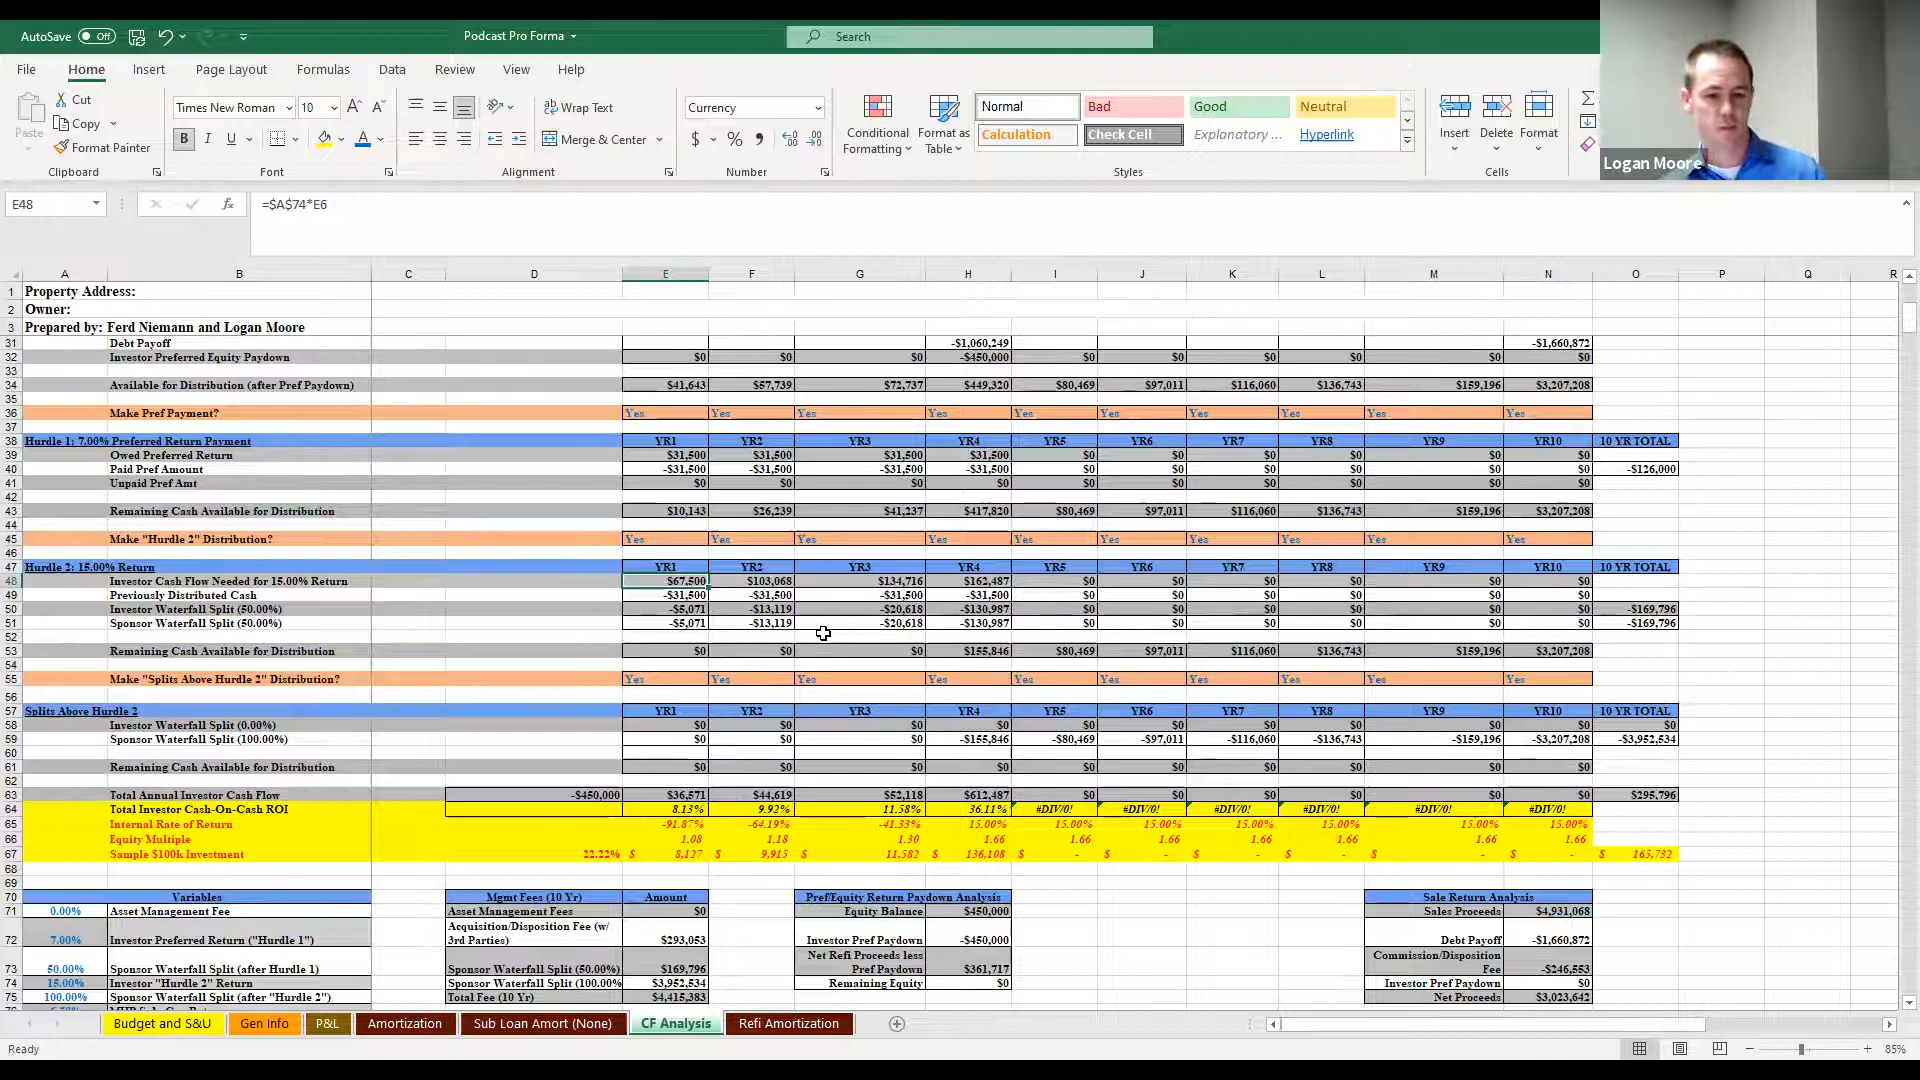 AutoSave Off Podcast Pro Forma Search
File Home Insert Page Layout Formulas Data Review View Help
Paste Cut Copy Format Painter Clipboard
Times New Roman 10 B I U Font
Wrap Text Merge & Center Alignment
Currency $ % Number
Conditional Formatting Format as Table Normal Bad Good Neutral Calculation Check Cell Explanatory ... Hyperlink Styles
Insert Delete Format Cells
Logan Moore
E48 fx =$A$74*E6
A B C D E F G H I J K L M N O P Q R
1 Property Address:
2 Owner:
3 Prepared by: Ferd Niemann and Logan Moore
31 Debt Payoff -$1,060,249 -$1,660,872
32 Investor Preferred Equity Paydown $0 $0 $0 -$450,000 $0 $0 $0 $0 $0 $0
33
34 Available for Distribution (after Pref Paydown) $41,643 $57,739 $72,737 $449,320 $80,469 $97,011 $116,060 $136,743 $159,196 $3,207,208
35
36 Make Pref Payment? Yes Yes Yes Yes Yes Yes Yes Yes Yes Yes
37
38 Hurdle 1: 7.00% Preferred Return Payment YR1 YR2 YR3 YR4 YR5 YR6 YR7 YR8 YR9 YR10 10 YR TOTAL
39 Owed Preferred Return $31,500 $31,500 $31,500 $31,500 $0 $0 $0 $0 $0 $0
40 Paid Pref Amount -$31,500 -$31,500 -$31,500 -$31,500 $0 $0 $0 $0 $0 $0 -$126,000
41 Unpaid Pref Amt $0 $0 $0 $0 $0 $0 $0 $0 $0 $0
42
43 Remaining Cash Available for Distribution $10,143 $26,239 $41,237 $417,820 $80,469 $97,011 $116,060 $136,743 $159,196 $3,207,208
44
45 Make "Hurdle 2" Distribution? Yes Yes Yes Yes Yes Yes Yes Yes Yes Yes
46
47 Hurdle 2: 15.00% Return YR1 YR2 YR3 YR4 YR5 YR6 YR7 YR8 YR9 YR10 10 YR TOTAL
48 Investor Cash Flow Needed for 15.00% Return $67,500 $103,068 $134,716 $162,487 $0 $0 $0 $0 $0 $0
49 Previously Distributed Cash -$31,500 -$31,500 -$31,500 -$31,500 $0 $0 $0 $0 $0 $0
50 Investor Waterfall Split (50.00%) -$5,071 -$13,119 -$20,618 -$130,987 $0 $0 $0 $0 $0 $0 -$169,796
51 Sponsor Waterfall Split (50.00%) -$5,071 -$13,119 -$20,618 -$130,987 $0 $0 $0 $0 $0 $0 -$169,796
52
53 Remaining Cash Available for Distribution $0 $0 $0 $155,846 $80,469 $97,011 $116,060 $136,743 $159,196 $3,207,208
54
55 Make "Splits Above Hurdle 2" Distribution? Yes Yes Yes Yes Yes Yes Yes Yes Yes Yes
56
57 Splits Above Hurdle 2 YR1 YR2 YR3 YR4 YR5 YR6 YR7 YR8 YR9 YR10 10 YR TOTAL
58 Investor Waterfall Split (0.00%) $0 $0 $0 $0 $0 $0 $0 $0 $0 $0 $0
59 Sponsor Waterfall Split (100.00%) $0 $0 $0 -$155,846 -$80,469 -$97,011 -$116,060 -$136,743 -$159,196 -$3,207,208 -$3,952,534
60
61 Remaining Cash Available for Distribution $0 $0 $0 $0 $0 $0 $0 $0 $0 $0
62
63 Total Annual Investor Cash Flow -$450,000 $36,571 $44,619 $52,118 $612,487 $0 $0 $0 $0 $0 $0 $295,796
64 Total Investor Cash-On-Cash ROI 8.13% 9.92% 11.58% 36.11% #DIV/0! #DIV/0! #DIV/0! #DIV/0! #DIV/0! #DIV/0!
65 Internal Rate of Return -91.87% -64.19% -41.33% 15.00% 15.00% 15.00% 15.00% 15.00% 15.00% 15.00%
66 Equity Multiple 1.08 1.18 1.30 1.66 1.66 1.66 1.66 1.66 1.66 1.66
67 Sample $100k Investment 22.22% $ 8,127 $ 9,915 $ 11,582 $ 136,108 $ - $ - $ - $ - $ - $ - $ 165,732
68
69
70 Variables Mgmt Fees (10 Yr) Amount Pref/Equity Return Paydown Analysis Sale Return Analysis
71 0.00% Asset Management Fee Asset Management Fees $0 Equity Balance $450,000 Sales Proceeds $4,931,068
72 7.00% Investor Preferred Return ("Hurdle 1") Acquisition/Disposition Fee (w/ 3rd Parties) $293,053 Investor Pref Paydown -$450,000 Debt Payoff -$1,660,872
73 50.00% Sponsor Waterfall Split (after Hurdle 1) Sponsor Waterfall Split (50.00%) $169,796 Net Refi Proceeds less Pref Paydown $361,717 Commission/Disposition Fee -$246,553
74 15.00% Investor "Hurdle 2" Return Sponsor Waterfall Split (100.00% $3,952,534 Remaining Equity $0 Investor Pref Paydown $0
75 100.00% Sponsor Waterfall Split (after "Hurdle 2") Total Fee (10 Yr) $4,415,383 Net Proceeds $3,023,642
Budget and S&U Gen Info P&L Amortization Sub Loan Amort (None) CF Analysis Refi Amortization
Ready 85%